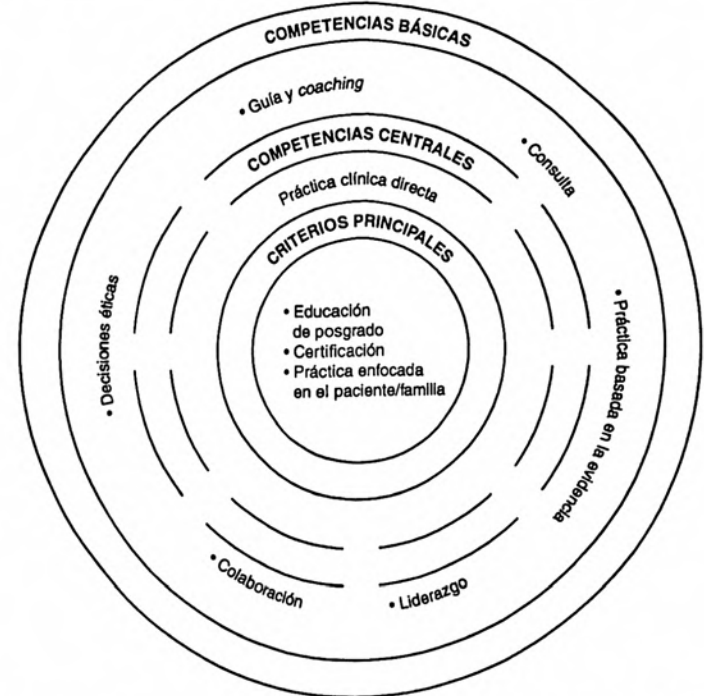 COMPETENCIAS BÁSICAS
• Guía y coaching
COMPETENCIAS CENTRALES
• Consulta
Práctica clínica directa
CRITERIOS PRINCIPALES
• Educación
de posgrado
• Certificación
• Práctica enfocada
en el paciente/familia
• Decisiones éticas
• Práctica basada en la evidencia
• Colaboración
• Liderazgo